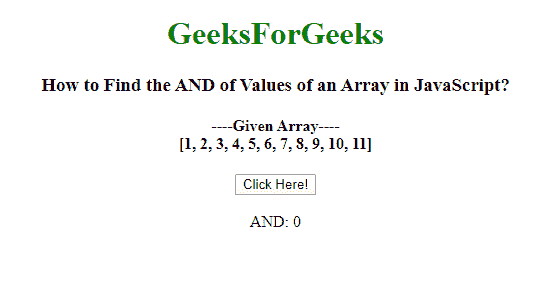 GeeksForGeeks
How to Find the AND of Values of an Array in JavaScript?
----Given Array----
[1, 2, 3, 4, 5, 6, 7, 8, 9, 10, 11]
Click Here!
AND: 0